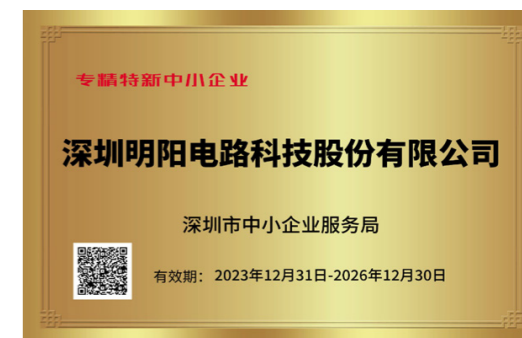 专精特新中小企业
深圳明阳电路科技股份有限公司
深圳市中小企业服务局
有效期：2023年12月31日-2026年12月30日